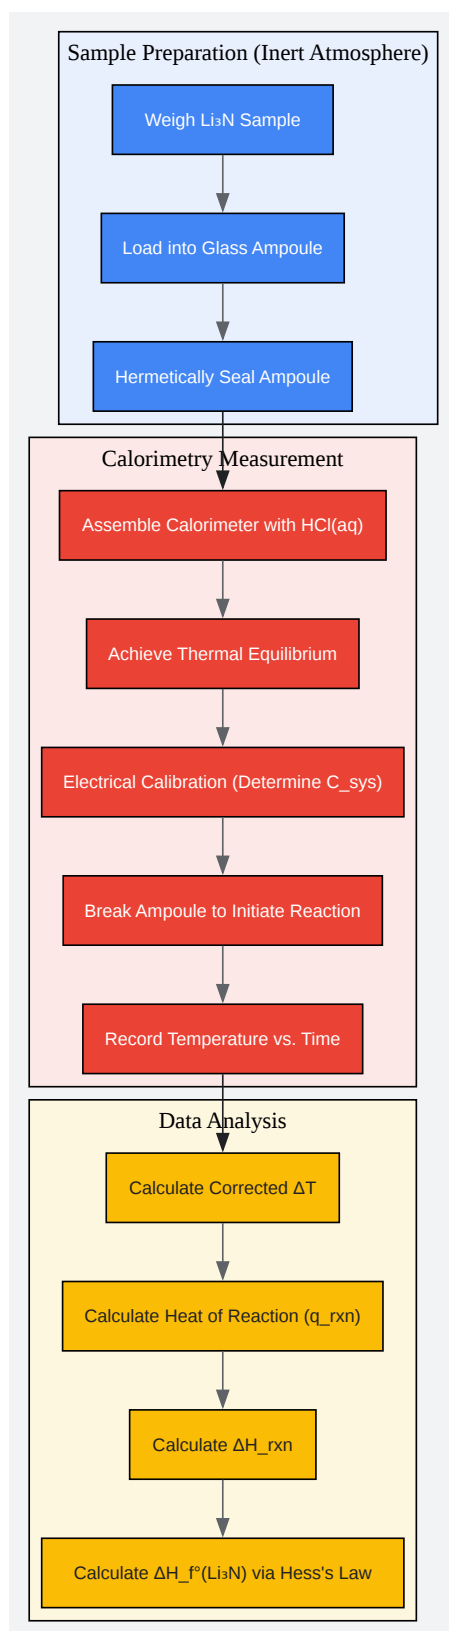 Sample Preparation (Inert Atmosphere)
Weigh Li₃N Sample
Load into Glass Ampoule
Hermetically Seal Ampoule
Calorimetry Measurement
Assemble Calorimeter with HCl(aq)
Achieve Thermal Equilibrium
Electrical Calibration (Determine C_sys)
Break Ampoule to Initiate Reaction
Record Temperature vs. Time
Data Analysis
Calculate Corrected ΔT
Calculate Heat of Reaction (q_rxn)
Calculate ΔH_rxn
Calculate ΔH_f°(Li₃N) via Hess's Law